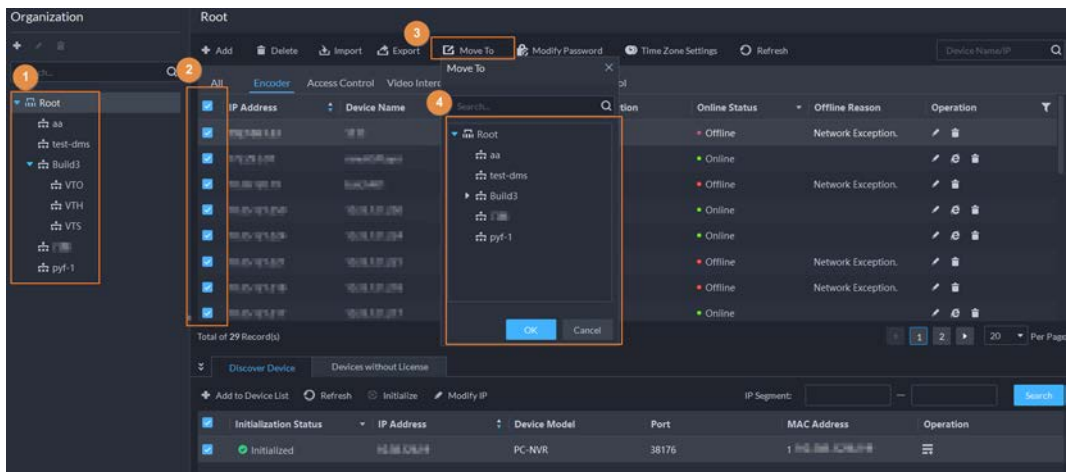 Organization
1
Search...
Root
aa
test-dms
Build3
VTO
VTH
VTS
pyf-1
Root
3
Add Delete Import Export Move To Modify Password Time Zone Settings Refresh Device Name/IP
2
All Encoder Access Control Video Interc
IP Address Device Name Online Status Offline Reason Operation
Offline Network Exception.
Online
Offline Network Exception.
Online
Online
Offline Network Exception.
Offline Network Exception.
Online
Move To
4
Search...
Root
aa
test-dms
Build3
pyf-1
OK Cancel
Total of 29 Record(s) 1 2 20 Per Page
Discover Device Devices without License
Add to Device List Refresh Initialize Modify IP IP Segment: — Search
Initialization Status IP Address Device Model Port MAC Address Operation
Initialized PC-NVR 38176